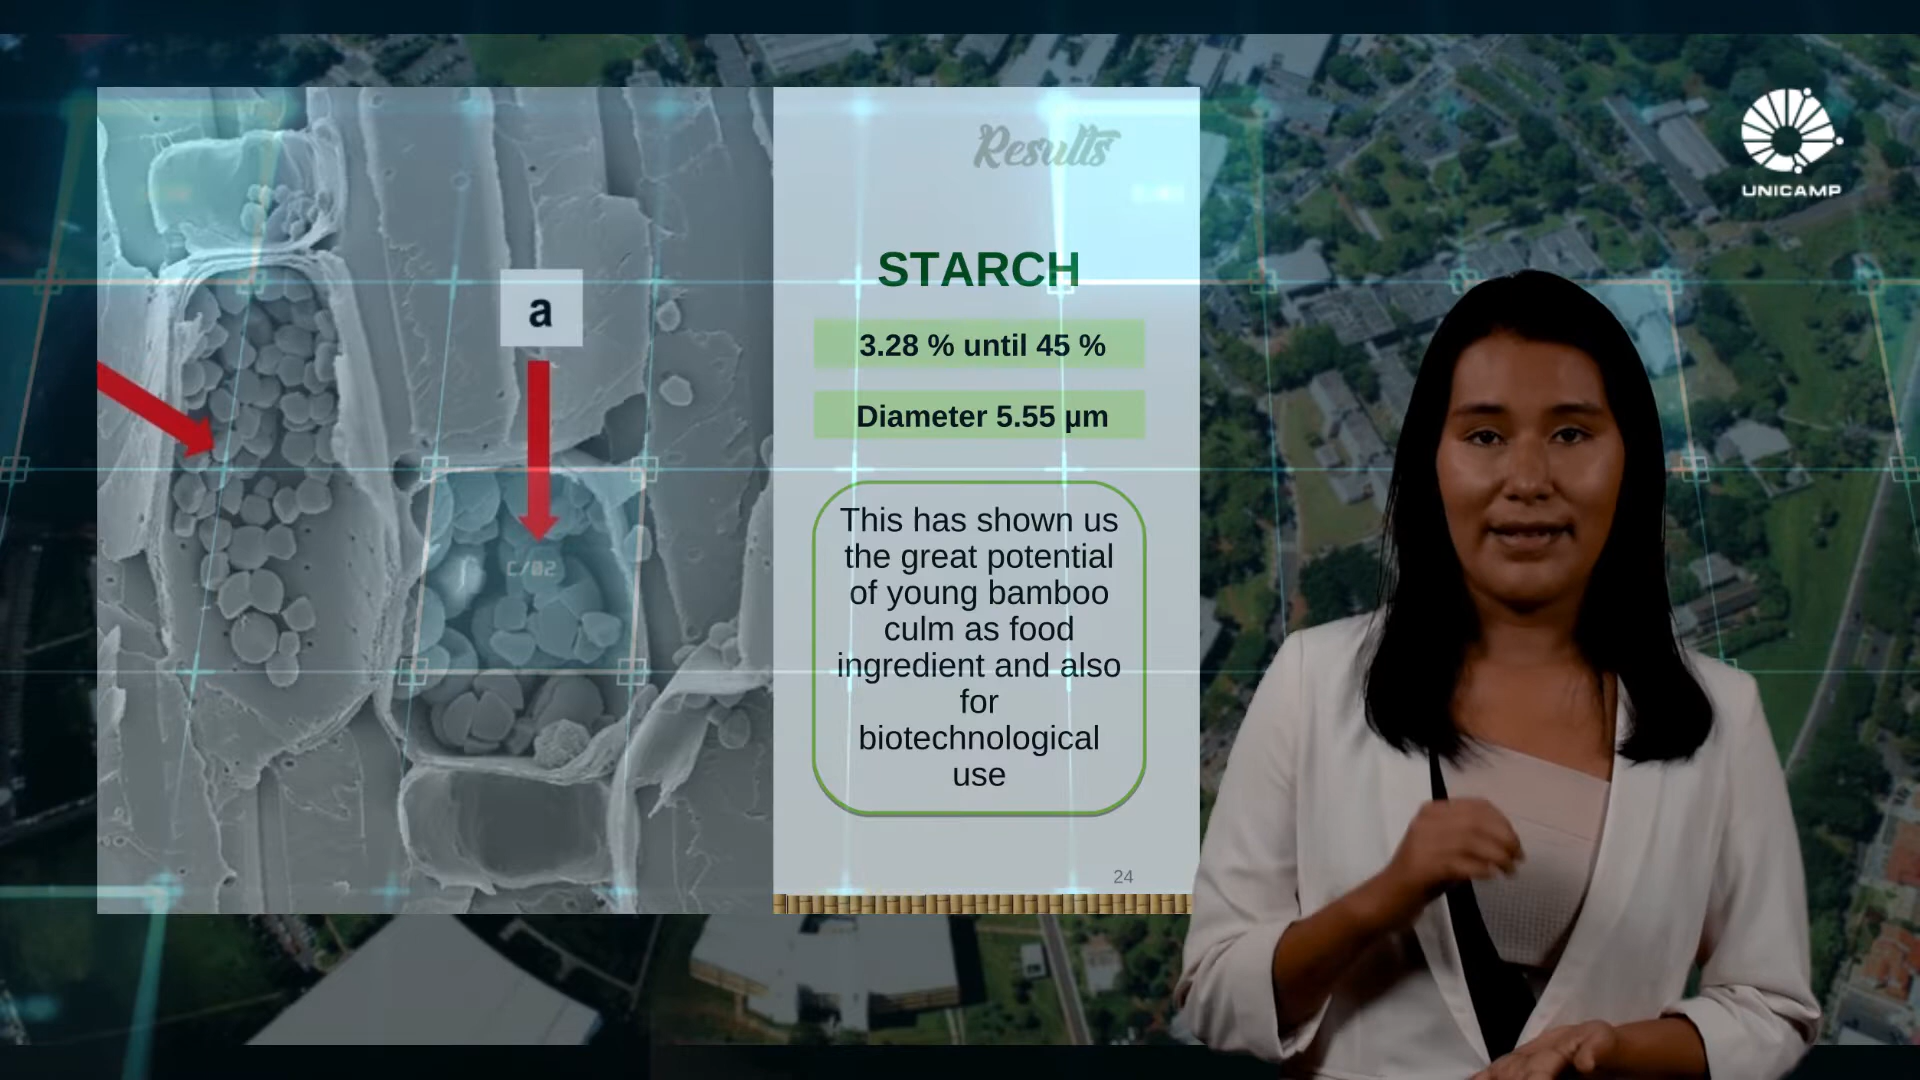 Results
UNICAMP
STARCH
a
3.28 % until 45 %
Diameter 5.55 µm
This has shown us
the great potential
of young bamboo
culm as food
ingredient and also
for
biotechnological
use
C/02
24